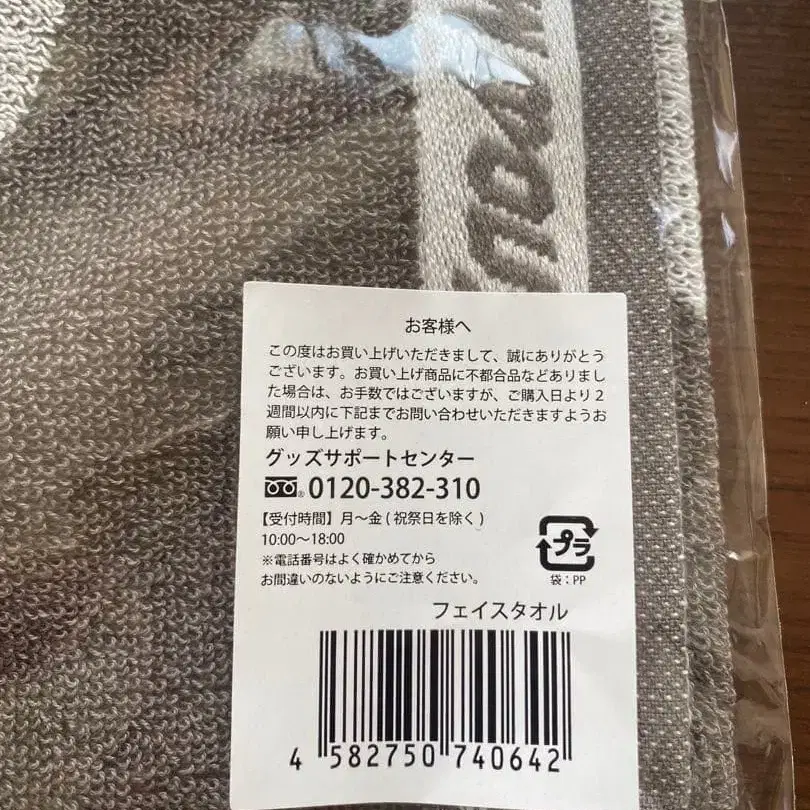 お客様へ
この度はお買い上げいただきまして、誠にありがとう
ございます。お買い上げ商品に不都合品などありまし
た場合は、お手数ではございますが、ご購入日より2
週間以内に下記までお問い合わせいただきますようお
願い申し上げます。
グッズサポートセンター
® 0120-382-310
【受付時間】月～金(祝祭日を除く)
10:00～18:00
※電話番号はよく確かめてから
お間違いのないようにご注意ください。
プラ
袋：PP
フェイスタオル
4 582750 740642